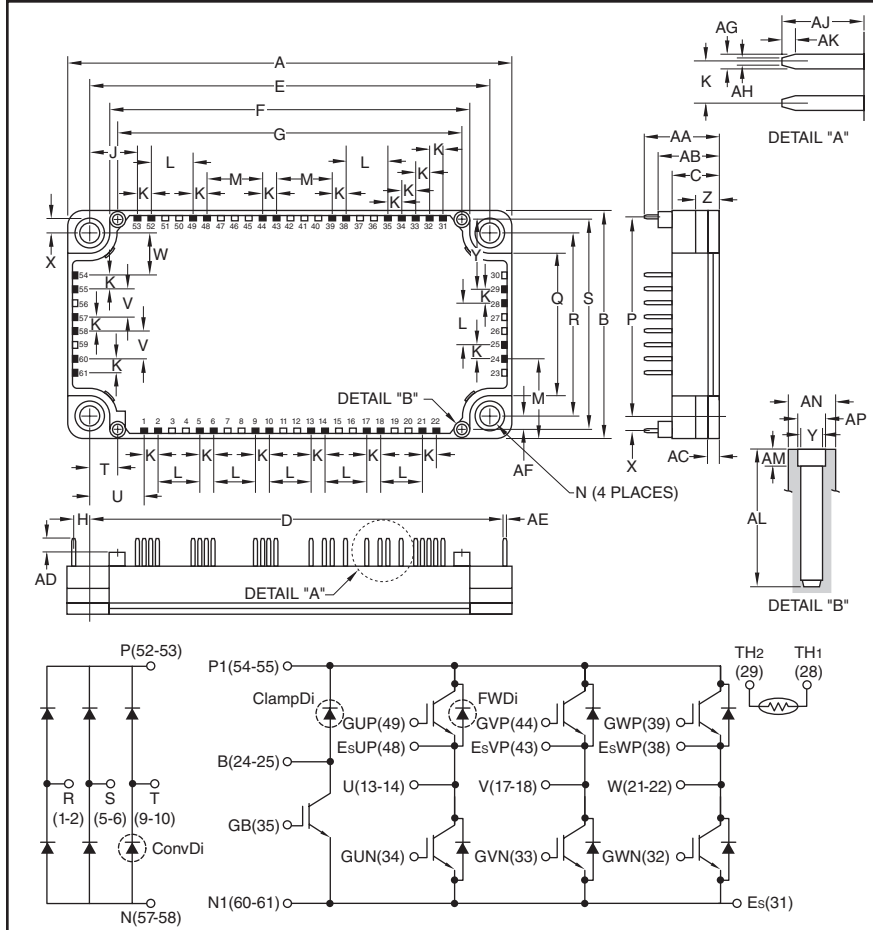 A
E
F
G
J
L
L
K
K
M
M
K
K
K
K
K
K
53 52 51 50 49 48 47 46 45 44 43 42 41 40 39 38 37 36 35 34 33 32 31
X
W
Y
54
55
56
57
58
59
60
61
K
V
K
V
K
30
29
28
27
26
25
24
23
K
L
K
M
Q
S
R
B
DETAIL "B"
1 2 3 4 5 6 7 8 9 10 11 12 13 14 15 16 17 18 19 20 21 22
K K K K K K
L L L L
T
U
AF
N (4 PLACES)
H
D
AE
AD
DETAIL "A"
AG
AJ
AK
K
AH
DETAIL "A"
AA
AB
C
Z
P
X
AC
AN
AP
Y
AM
AL
DETAIL "B"
P(52-53)
R
(1-2)
S
(5-6)
T
(9-10)
ConvDi
N(57-58)
P1(54-55)
ClampDi
B(24-25)
GB(35)
N1(60-61)
GUP(49)
FWDi
EsUP(48)
U(13-14)
GUN(34)
GVP(44)
EsVP(43)
V(17-18)
GVN(33)
GWP(39)
EsWP(38)
W(21-22)
GWN(32)
Es(31)
TH2
(29)
TH1
(28)